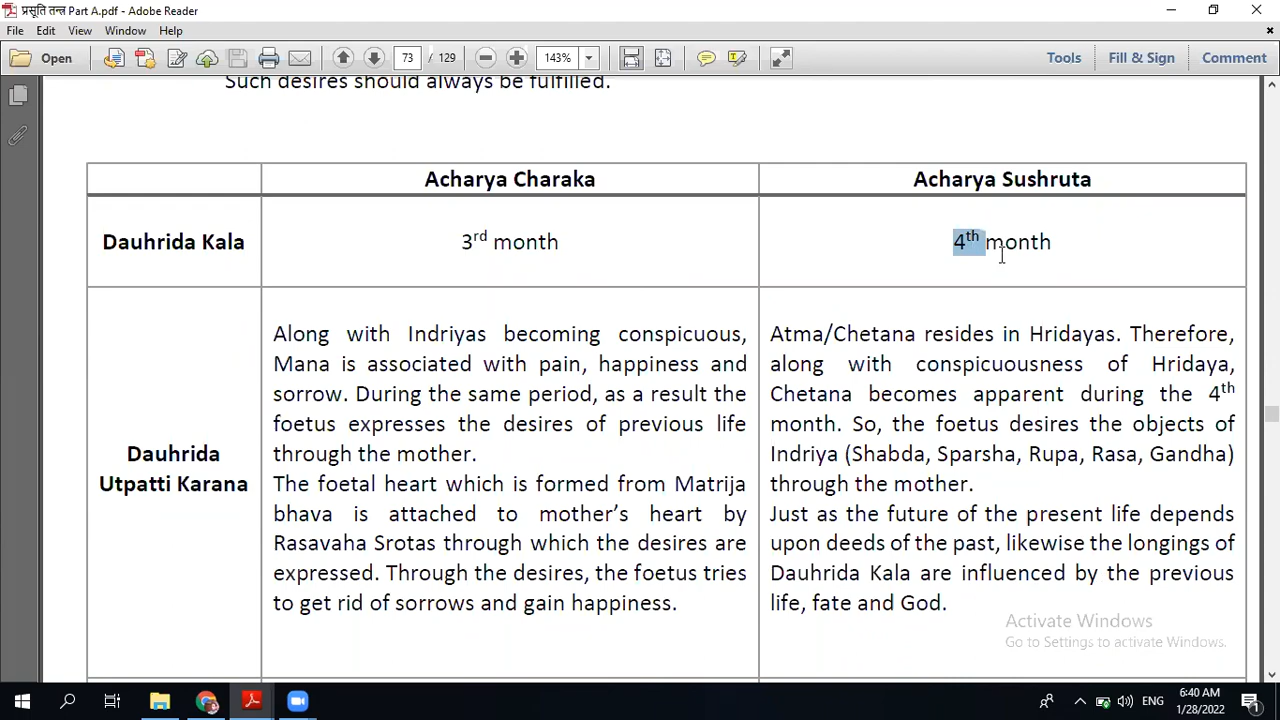 प्रसूति तन्त्र Part A.pdf - Adobe Reader
File Edit View Window Help
Open 73 / 129 143% Tools Fill & Sign Comment
Such desires should always be fulfilled.
Acharya Charaka Acharya Sushruta
Dauhrida Kala 3rd month 4th month
Along with Indriyas becoming conspicuous,
Mana is associated with pain, happiness and
sorrow. During the same period, as a result the
foetus expresses the desires of previous life
through the mother.
The foetal heart which is formed from Matrija
bhava is attached to mother’s heart by
Rasavaha Srotas through which the desires are
expressed. Through the desires, the foetus tries
to get rid of sorrows and gain happiness.
Dauhrida
Utpatti Karana
Atma/Chetana resides in Hridayas. Therefore,
along with conspicuousness of Hridaya,
Chetana becomes apparent during the 4th
month. So, the foetus desires the objects of
Indriya (Shabda, Sparsha, Rupa, Rasa, Gandha)
through the mother.
Just as the future of the present life depends
upon deeds of the past, likewise the longings of
Dauhrida Kala are influenced by the previous
life, fate and God.
Activate Windows
Go to Settings to activate Windows.
ENG
6:40 AM
1/28/2022
1